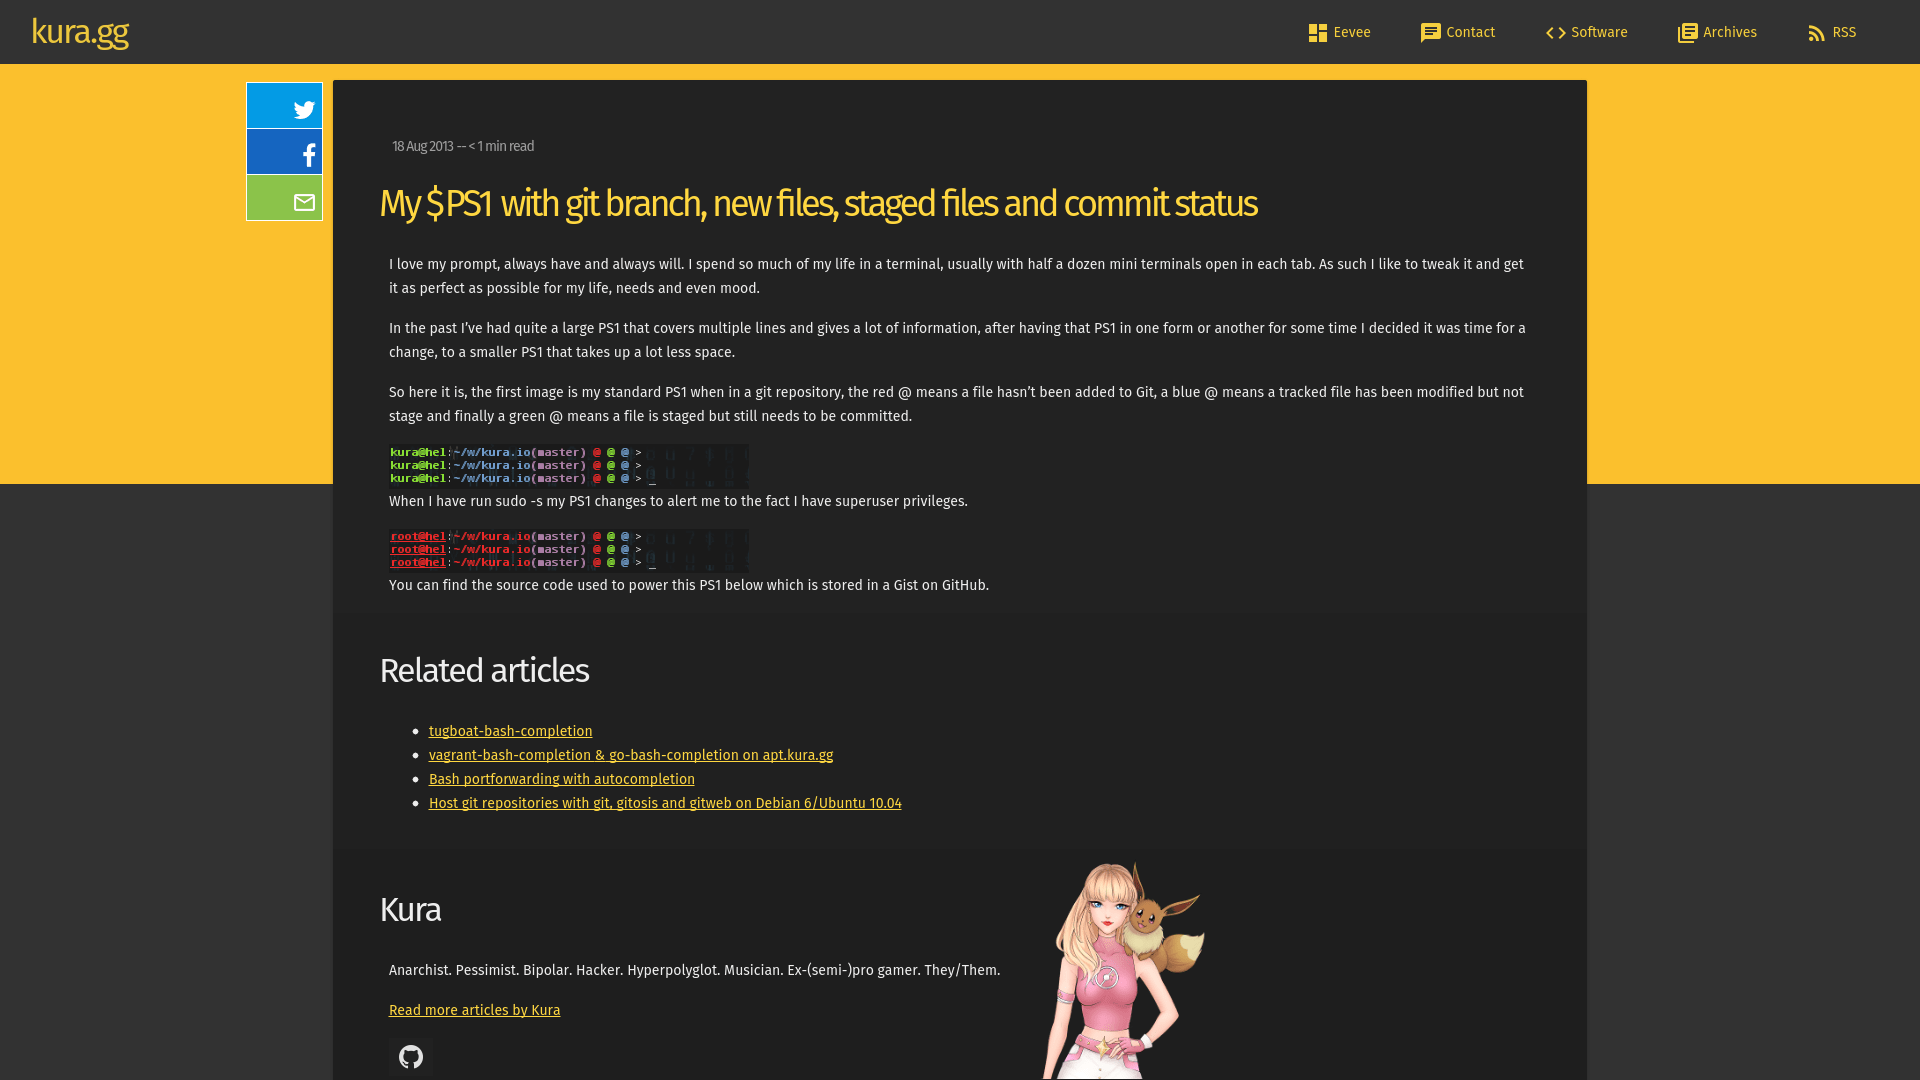 kura.gg
Eevee
Contact
Software
Archives
RSS
18 Aug 2013 -- < 1 min read
My $PS1 with git branch, new files, staged files and commit status
I love my prompt, always have and always will. I spend so much of my life in a terminal, usually with half a dozen mini terminals open in each tab. As such I like to tweak it and get
it as perfect as possible for my life, needs and even mood.
In the past I’ve had quite a large PS1 that covers multiple lines and gives a lot of information, after having that PS1 in one form or another for some time I decided it was time for a
change, to a smaller PS1 that takes up a lot less space.
So here it is, the first image is my standard PS1 when in a git repository, the red @ means a file hasn’t been added to Git, a blue @ means a tracked file has been modified but not
stage and finally a green @ means a file is staged but still needs to be committed.
kura@hel:~/w/kura.io(master) @ @ @ >
kura@hel:~/w/kura.io(master) @ @ @ >
kura@hel:~/w/kura.io(master) @ @ @ > _
When I have run sudo -s my PS1 changes to alert me to the fact I have superuser privileges.
root@hel:~/w/kura.io(master) @ @ @ >
root@hel:~/w/kura.io(master) @ @ @ >
root@hel:~/w/kura.io(master) @ @ @ > _
You can find the source code used to power this PS1 below which is stored in a Gist on GitHub.
Related articles
tugboat-bash-completion
vagrant-bash-completion & go-bash-completion on apt.kura.gg
Bash portforwarding with autocompletion
Host git repositories with git, gitosis and gitweb on Debian 6/Ubuntu 10.04
Kura
Anarchist. Pessimist. Bipolar. Hacker. Hyperpolyglot. Musician. Ex-(semi-)pro gamer. They/Them.
Read more articles by Kura